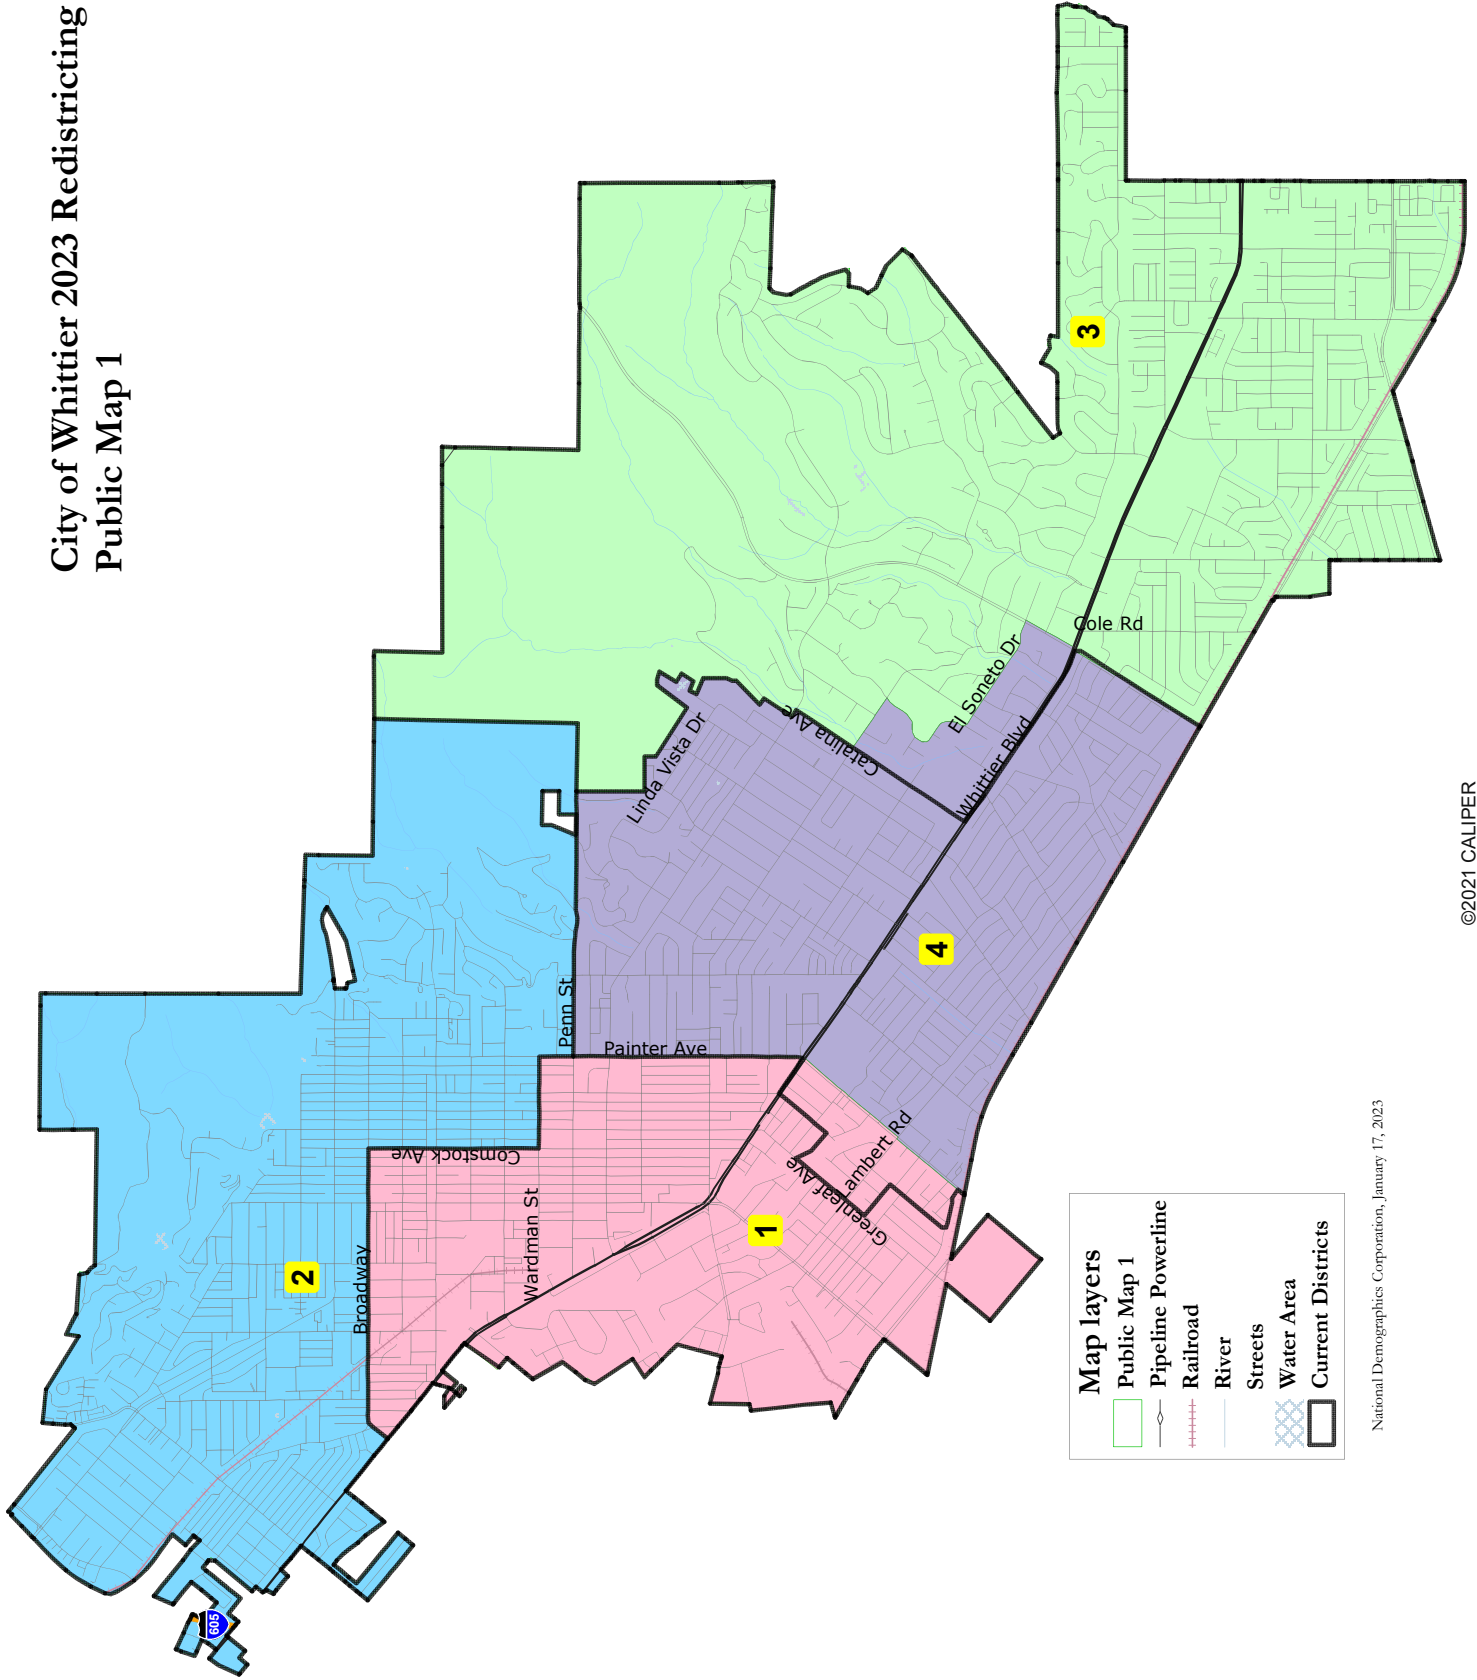 City of Whittier 2023 Redistricting
Public Map 1
3
Cole Rd
El Soneto Dr
Whittier Blvd
Catalina Ave
Linda Vista Dr
4
Penn St
Painter Ave
Comstock Ave
Lambert Rd
Greenleaf Ave
1
Wardman St
Broadway
2
605
Map layers
Public Map 1
Pipeline Powerline
Railroad
River
Streets
Water Area
Current Districts
National Demographics Corporation, January 17, 2023
©2021 CALIPER